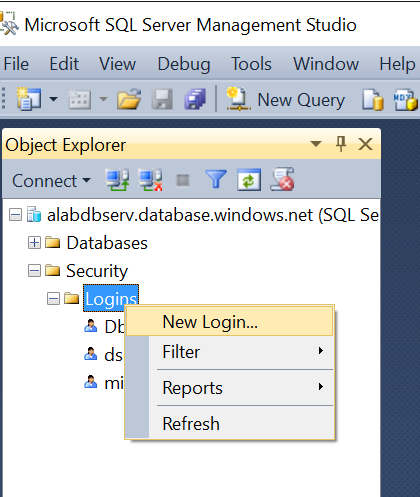 Microsoft SQL Server Management Studio
File Edit View Debug Tools Window Help
New Query
Object Explorer
Connect
alabdbserv.database.windows.net (SQL Se
Databases
Security
Logins
New Login...
Db
Filter
ds
mi
Reports
Refresh